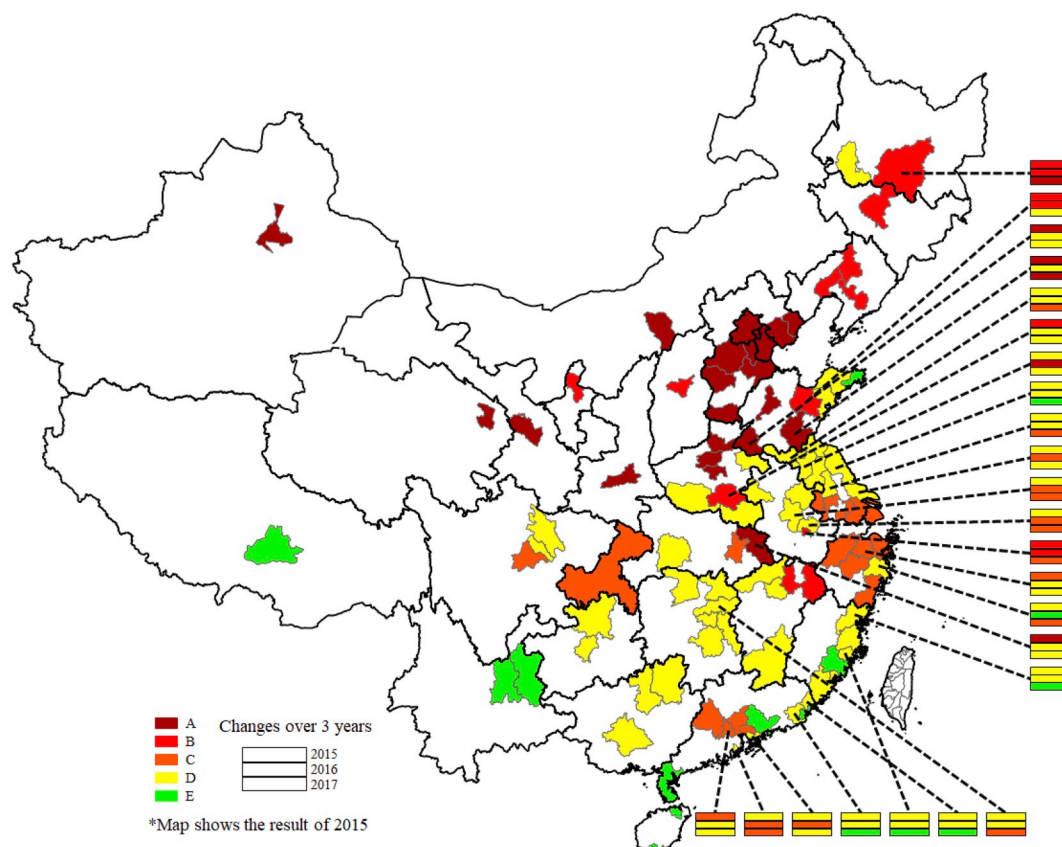 A
B
C
D
E
Changes over 3 years
2015
2016
2017
*Map shows the result of 2015